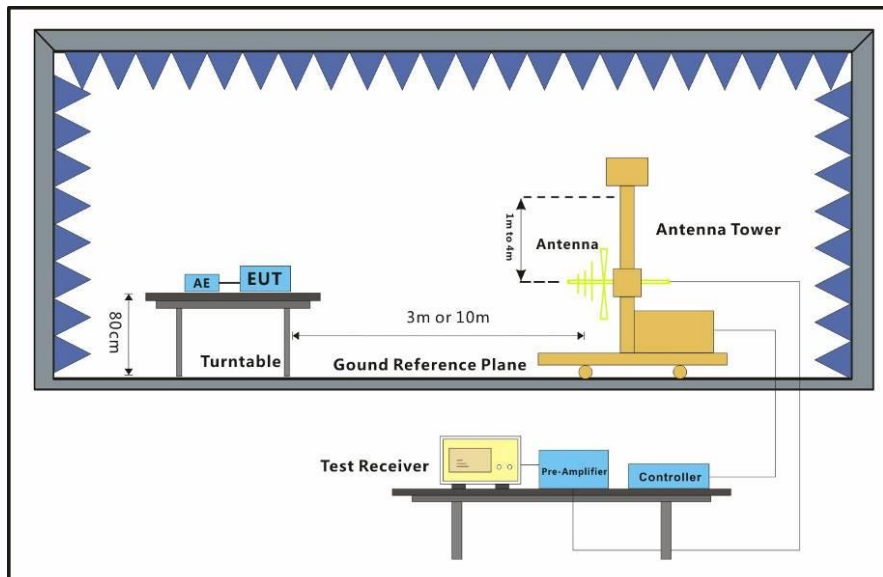 1m to 4m
Antenna
Antenna Tower
AE
EUT
80cm
3m or 10m
Turntable
Gound Reference Plane
Test Receiver
Pre-Amplifier
Controller